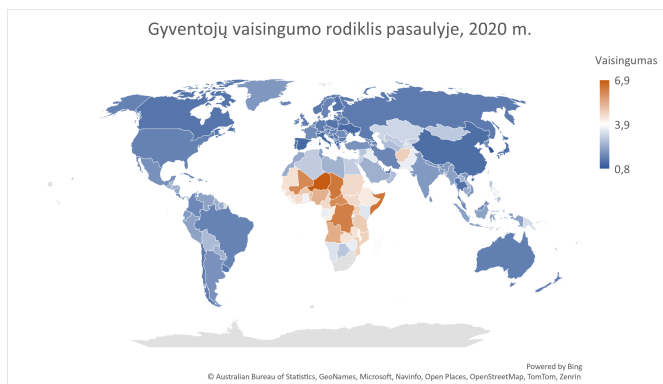 Gyventojų vaisingumo rodiklis pasaulyje, 2020 m.
Vaisingumas
6,9
3,9
0,8
Powered by Bing
© Australian Bureau of Statistics, GeoNames, Microsoft, Navinfo, Open Places, OpenStreetMap, TomTom, Zenrin